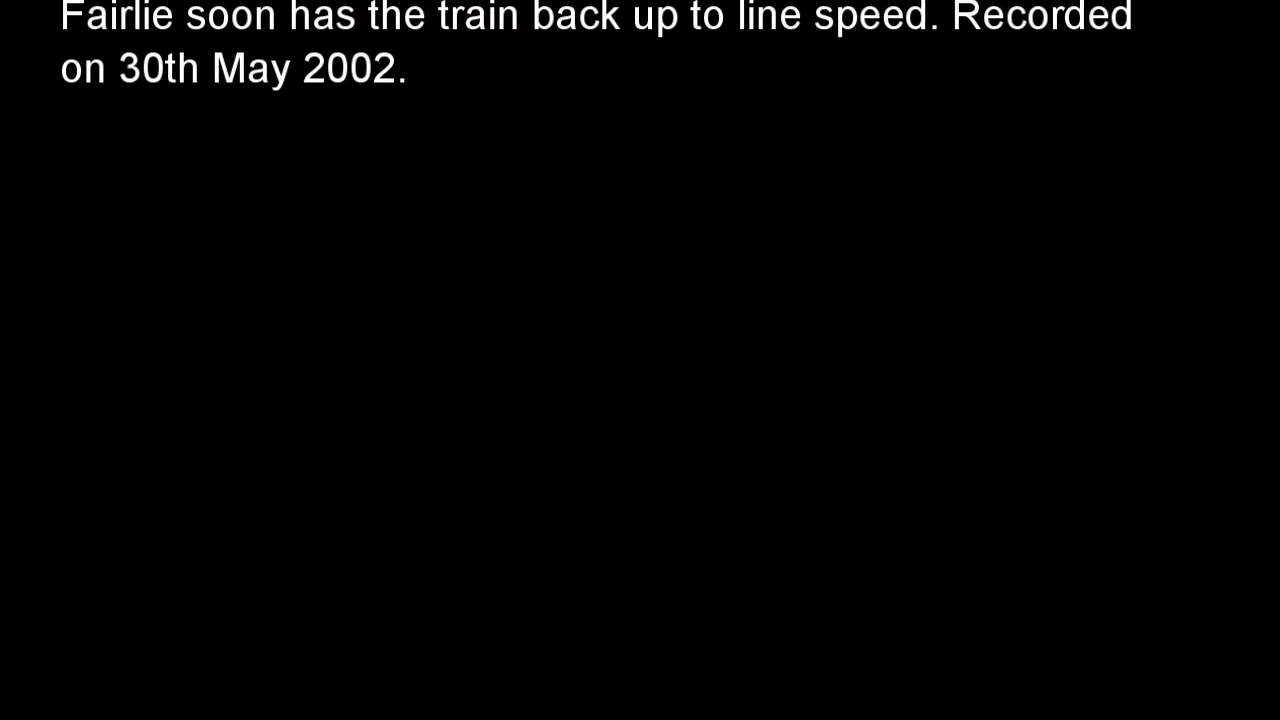 Fairlie soon has the train back up to line speed. Recorded
on 30th May 2002.